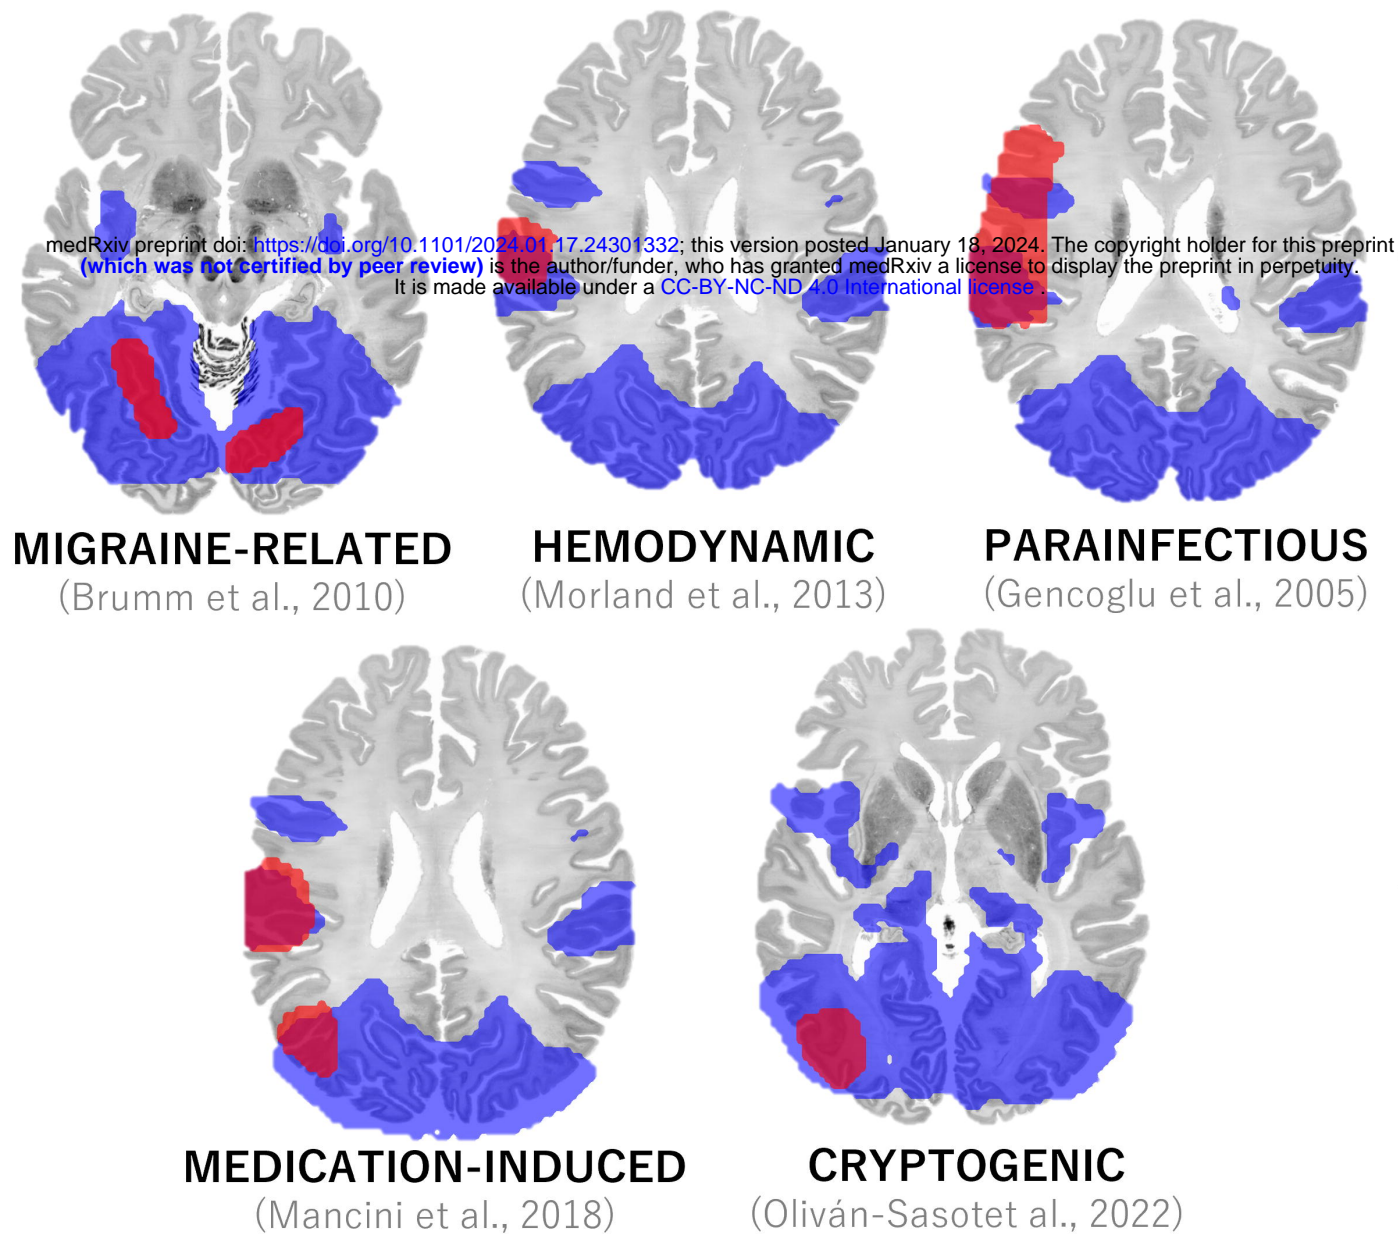 medRxiv preprint doi: https://doi.org/10.1101/2024.01.17.24301332; this version posted January 18, 2024. The copyright holder for this preprint
(which was not certified by peer review) is the author/funder, who has granted medRxiv a license to display the preprint in perpetuity.
It is made available under a CC-BY-NC-ND 4.0 International license .
MIGRAINE-RELATED
(Brumm et al., 2010)
HEMODYNAMIC
(Morland et al., 2013)
PARAINFECTIOUS
(Gencoglu et al., 2005)
MEDICATION-INDUCED
(Mancini et al., 2018)
CRYPTOGENIC
(Oliván-Sasotet al., 2022)